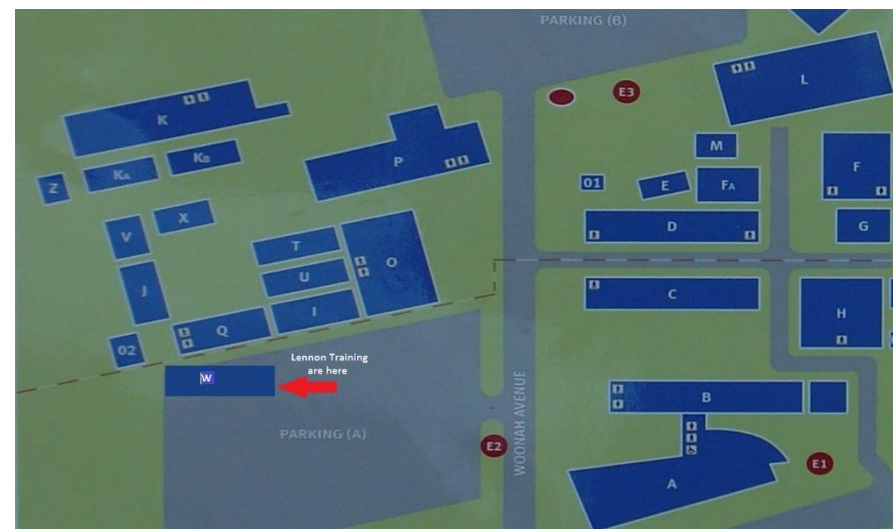 PARKING (B)
E3
L
K
M
F
P
KB
KA
Z
01
E
FA
X
V
T
D
G
O
U
J
I
C
Q
H
02
Lennon Training
are here
W
B
PARKING (A)
WOONAH AVENUE
E2
E1
A